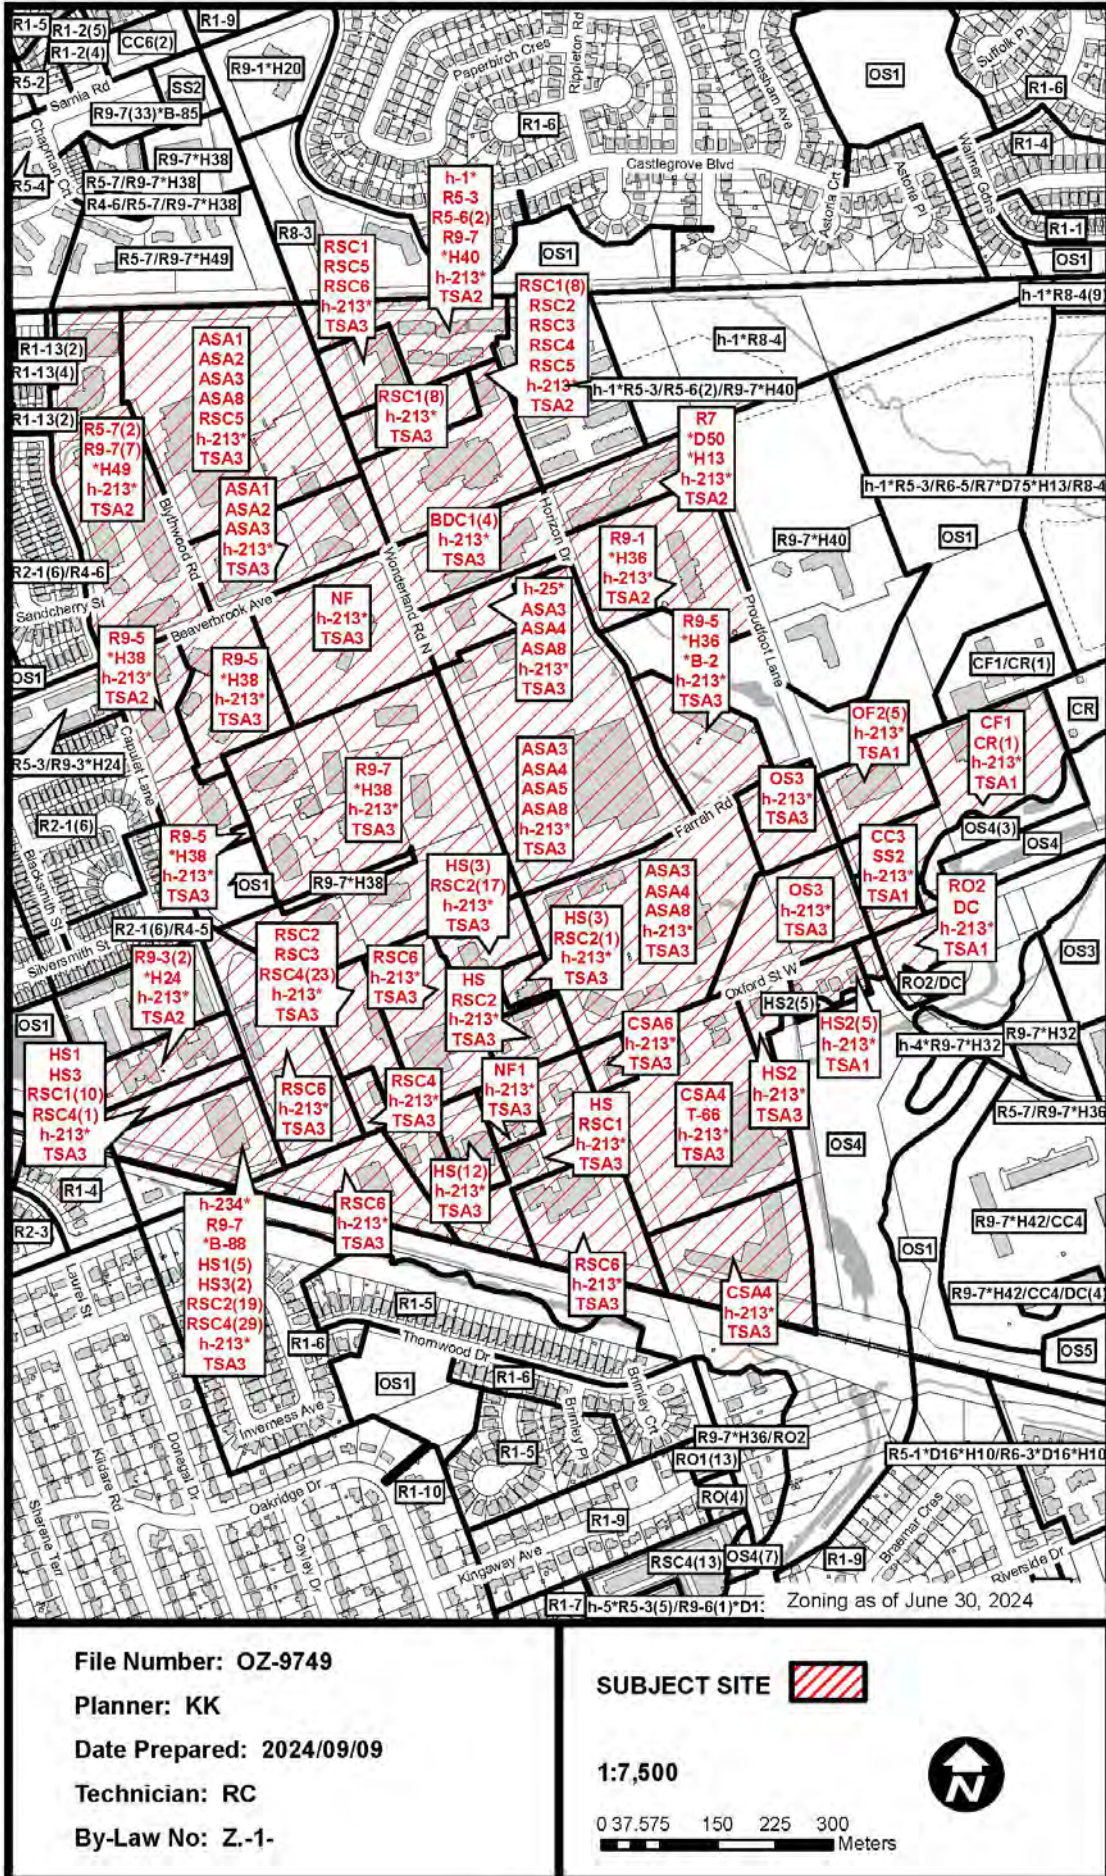 R1-5
R1-2(5)
R1-9
R1-2(4)
CC6(2)
R5-2
SS2
Sarnia Rd
R9-1*H20
R9-7(33)*B-85
Chapman Crt
R9-7*H38
R5-4
R5-7/R9-7*H38
R4-6/R5-7/R9-7*H38
R5-7/R9-7*H49
R8-3
Paperbirch Cres
Rippleton Rd
Chesham Ave
R1-6
Castlegrove Blvd
OS1
Suffolk Pl
R1-6
R1-4
Walmer Gdns
Astoria Crt
Astoria Pl
R1-1
OS1
OS1
h-1*R8-4(9)
h-1*
R5-3
R5-6(2)
R9-7
*H40
h-213*
TSA2
RSC1
RSC5
RSC6
h-213*
TSA3
RSC1(8)
RSC2
RSC3
RSC4
RSC5
h-213*
TSA2
h-1*R8-4
h-1*R5-3/R5-6(2)/R9-7*H40
R1-13(2)
R1-13(4)
R1-13(2)
ASA1
ASA2
ASA3
ASA8
RSC5
h-213*
TSA3
RSC1(8)
h-213*
TSA3
R5-7(2)
R9-7(7)
*H49
h-213*
TSA2
R7
*D50
*H13
h-213*
TSA2
h-1*R5-3/R6-5/R7*D75*H13/R8-4
ASA1
ASA2
ASA3
h-213*
TSA3
Blythwood Rd
BDC1(4)
h-213*
TSA3
Horizon Dr
R9-1
*H36
h-213*
TSA2
R9-7*H40
OS1
R2-1(6)/R4-6
Sandcherry St
Beaverbrook Ave
NF
h-213*
TSA3
Wonderland Rd N
h-25*
ASA3
ASA4
ASA8
h-213*
TSA3
Proudfoot Lane
R9-5
*H36
*B-2
h-213*
TSA3
OS1
R9-5
*H38
h-213*
TSA2
R9-5
*H38
h-213*
TSA3
CF1/CR(1)
CR
OF2(5)
h-213*
TSA1
CF1
CR(1)
h-213*
TSA1
R5-3/R9-3*H24
Capulet Lane
R9-7
*H38
h-213*
TSA3
ASA3
ASA4
ASA5
ASA8
h-213*
TSA3
OS3
h-213*
TSA3
Farrah Rd
R2-1(6)
Blacksmith St
R9-5
*H38
h-213*
TSA3
OS1
R9-7*H38
HS(3)
RSC2(17)
h-213*
TSA3
CC3
SS2
h-213*
TSA1
OS4(3)
OS4
ASA3
ASA4
ASA8
h-213*
TSA3
OS3
h-213*
TSA3
RO2
DC
h-213*
TSA1
R2-1(6)/R4-5
Silversmith St
HS(3)
RSC2(1)
h-213*
TSA3
R9-3(2)
*H24
h-213*
TSA2
RSC2
RSC3
RSC4(23)
h-213*
TSA3
RSC6
h-213*
TSA3
HS
RSC2
h-213*
TSA3
Oxford St W
OS3
RO2/DC
HS2(5)
OS1
CSA6
h-213*
TSA3
HS2(5)
h-213*
TSA1
R9-7*H32
h-4*R9-7*H32
HS1
HS3
RSC1(10)
RSC4(1)
h-213*
TSA3
RSC6
h-213*
TSA3
RSC4
h-213*
TSA3
NF1
h-213*
TSA3
HS2
h-213*
TSA3
HS
RSC1
h-213*
TSA3
CSA4
T-66
h-213*
TSA3
R5-7/R9-7*H36
OS4
R1-4
R2-3
HS(12)
h-213*
TSA3
h-234*
R9-7
*B-88
HS1(5)
HS3(2)
RSC2(19)
RSC4(29)
h-213*
TSA3
RSC6
h-213*
TSA3
R9-7*H42/CC4
OS1
RSC6
h-213*
TSA3
CSA4
h-213*
TSA3
R9-7*H42/CC4/DC(4)
OS5
Laurel St
R1-5
R1-6
Thornwood Dr
OS1
R1-6
Brimley Crt
Brimley Pl
Inverness Ave
R1-5
R9-7*H36/RO2
RO1(13)
R5-1*D16*H10/R6-3*D16*H10
Donegal Dr
Kildare Rd
Sharene Terr
Oakridge Dr
R1-10
RO(4)
R1-9
Cayley Dr
Kingsway Ave
RSC4(13)
OS4(7)
R1-9
Braemar Cres
Riverside Dr
R1-7
h-5*R5-3(5)/R9-6(1)*D1
Zoning as of June 30, 2024
File Number: OZ-9749
Planner: KK
Date Prepared: 2024/09/09
Technician: RC
By-Law No: Z.-1-
SUBJECT SITE
1:7,500
N
0 37.575 150 225 300
Meters